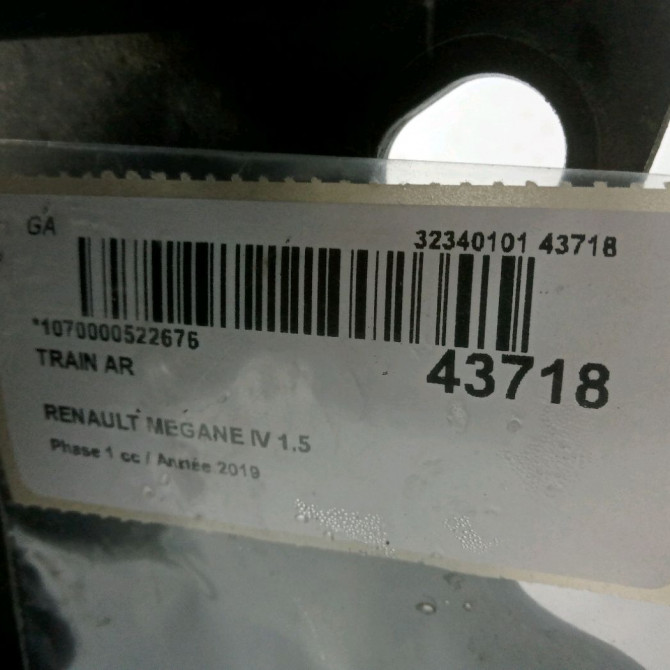 GA
32340101 43718
*1070000522676
43718
TRAIN AR
RENAULT MEGANE IV 1.5
Phase 1 cc / Année 2019